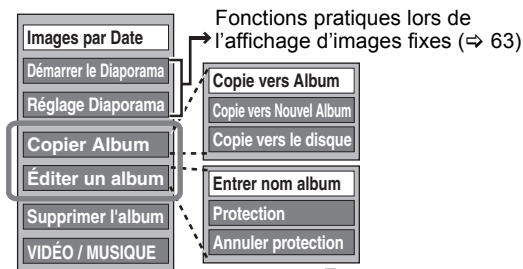 Fonctions pratiques lors de
l'affichage d'images fixes (⇨ 63)
Images par Date
Démarrer le Diaporama
Réglage Diaporama
Copier Album
Éditer un album
Supprimer l'album
VIDÉO / MUSIQUE
Copie vers Album
Copie vers Nouvel Album
Copie vers le disque
Entrer nom album
Protection
Annuler protection